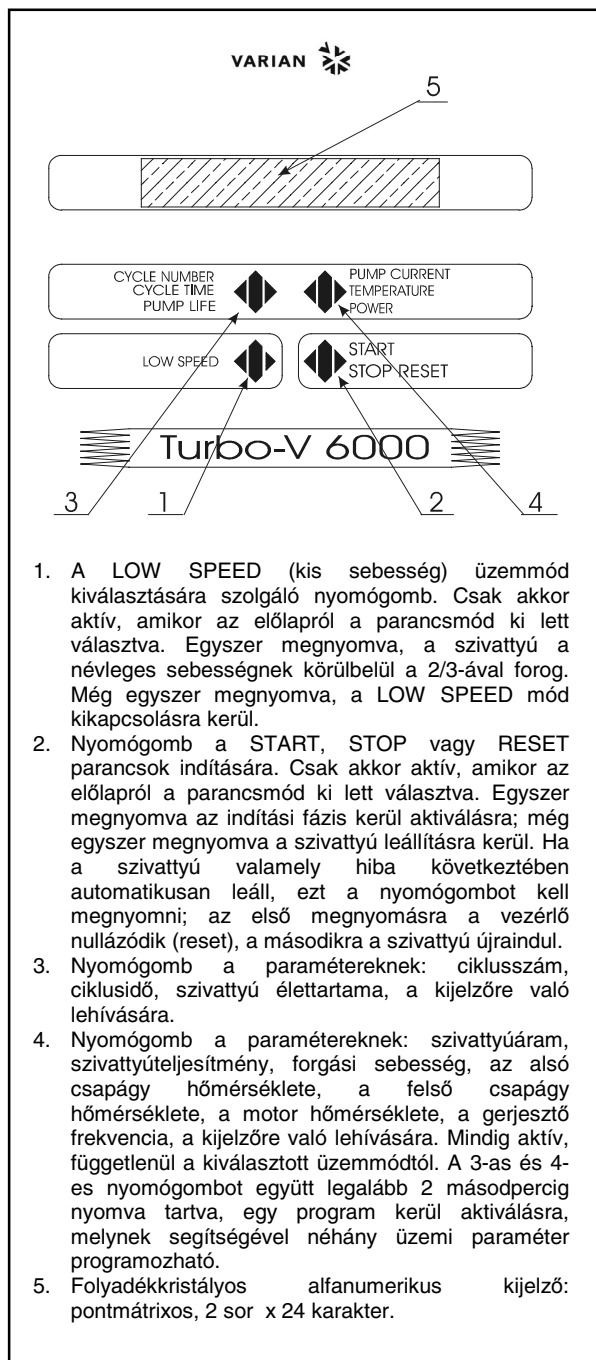 VARIAN
5
CYCLE NUMBER
CYCLE TIME
PUMP LIFE
PUMP CURRENT
TEMPERATURE
POWER
LOW SPEED
START
STOP RESET
Turbo-V 6000
3 1 2 4
1. A LOW SPEED (kis sebesség) üzemmód
kiválasztására szolgáló nyomógomb. Csak akkor
aktív, amikor az előlapról a parancsmód ki lett
választva. Egyszer megnyomva, a szivattyú a
névleges sebességnek körülbelül a 2/3-ával forog.
Még egyszer megnyomva, a LOW SPEED mód
kikapcsolásra kerül.
2. Nyomógomb a START, STOP vagy RESET
parancsok indítására. Csak akkor aktív, amikor az
előlapról a parancsmód ki lett választva. Egyszer
megnyomva az indítási fázis kerül aktiválásra; még
egyszer megnyomva a szivattyú leállításra kerül. Ha
a szivattyú valamely hiba következtében
automatikusan leáll, ezt a nyomógombot kell
megnyomni; az első megnyomásra a vezérlő
nullázódik (reset), a másodikra a szivattyú újraindul.
3. Nyomógomb a paramétereknek: ciklusszám,
ciklusidő, szivattyú élettartama, a kijelzőre való
lehívására.
4. Nyomógomb a paramétereknek: szivattyúáram,
szivattyúteljesítmény, forgási sebesség, az alsó
csapágy hőmérséklete, a felső csapágy
hőmérséklete, a motor hőmérséklete, a gerjesztő
frekvencia, a kijelzőre való lehívására. Mindig aktív,
függetlenül a kiválasztott üzemmódtól. A 3-as és 4-
es nyomógombot együtt legalább 2 másodpercig
nyomva tartva, egy program kerül aktiválásra,
melynek segítségével néhány üzemi paraméter
programozható.
5. Folyadékkristályos alfanumerikus kijelző:
pontmátrixos, 2 sor x 24 karakter.